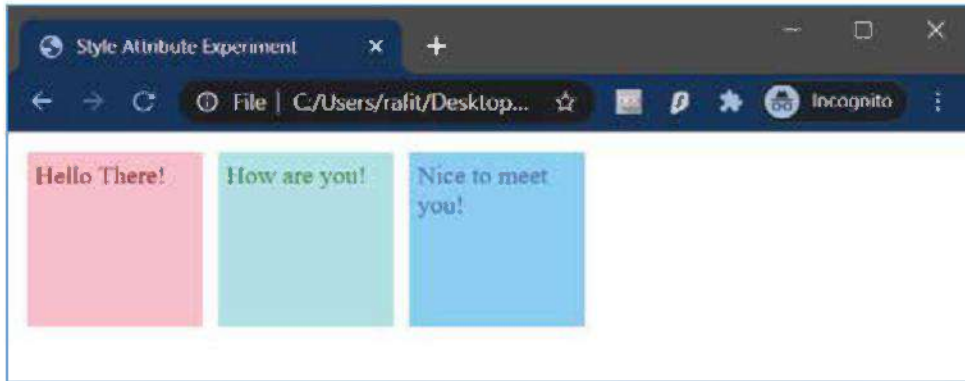 Style Attribute Experiment
File | C:/Users/rafit/Desktop...
Incognito
Hello There!
How are you!
Nice to meet
you!